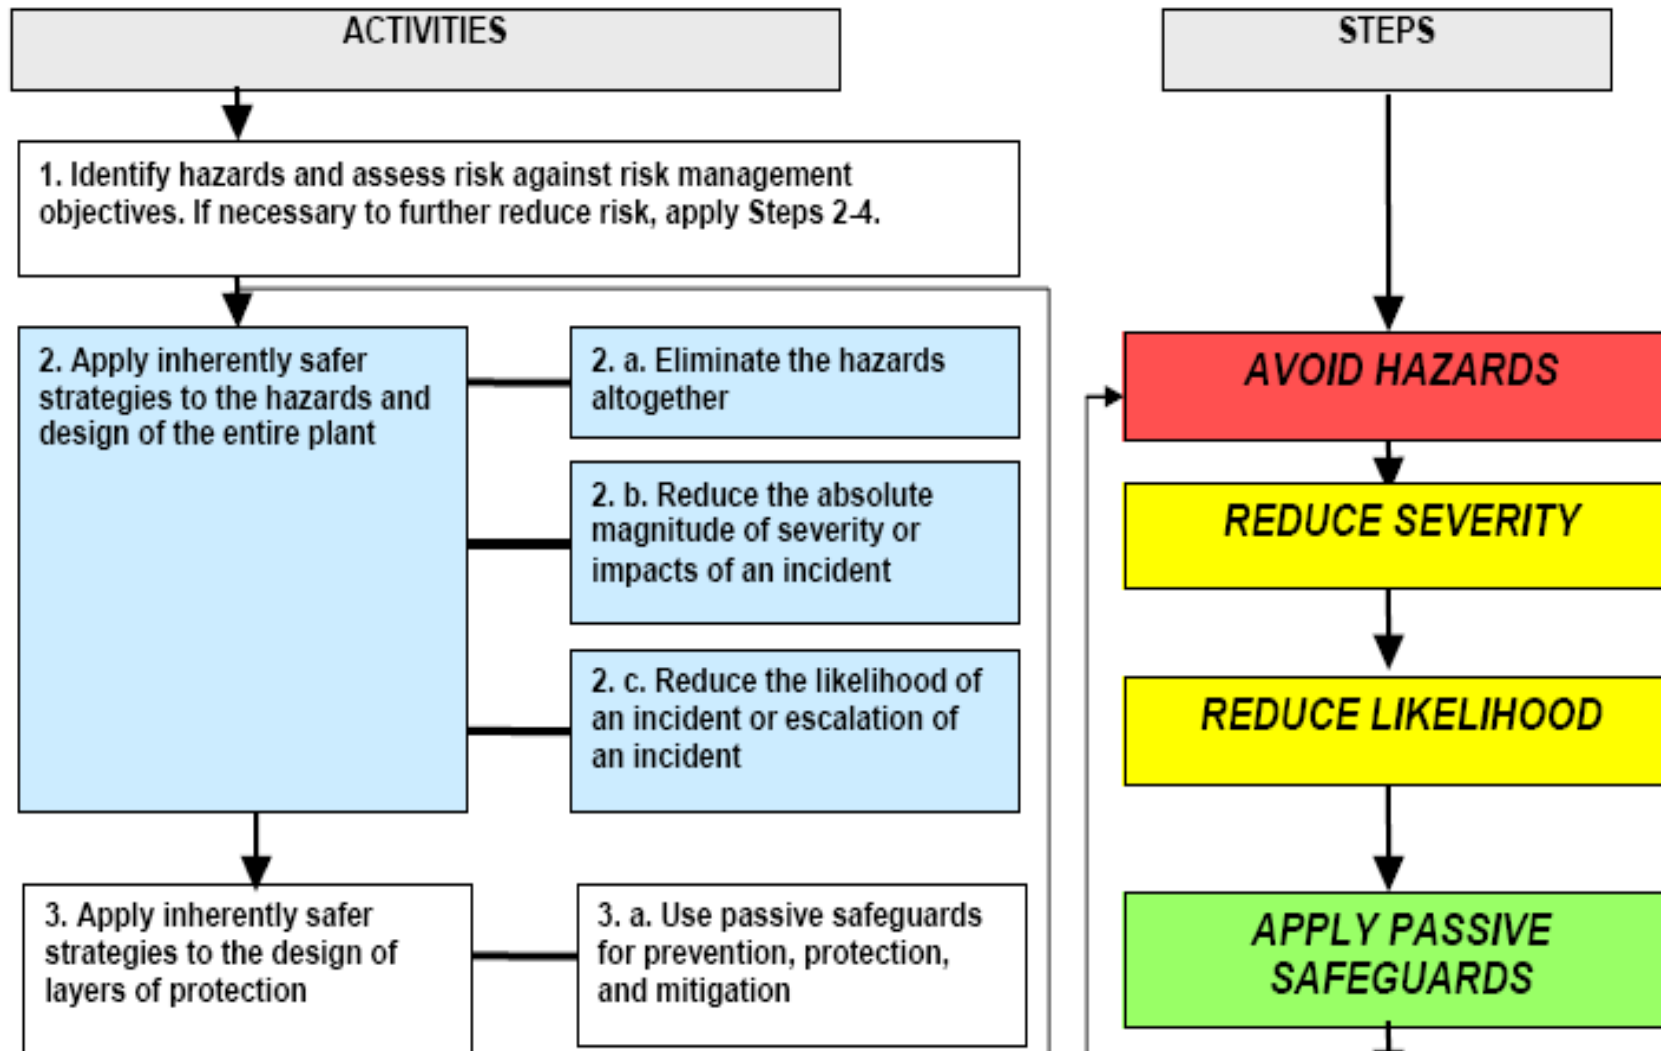 ACTIVITIES
STEPS
1. Identify hazards and assess risk against risk management
objectives. If necessary to further reduce risk, apply Steps 2-4.
2. Apply inherently safer
strategies to the hazards and
design of the entire plant
2. a. Eliminate the hazards
altogether
AVOID HAZARDS
2. b. Reduce the absolute
magnitude of severity or
impacts of an incident
REDUCE SEVERITY
2. c. Reduce the likelihood of
an incident or escalation of
an incident
REDUCE LIKELIHOOD
3. Apply inherently safer
strategies to the design of
layers of protection
3. a. Use passive safeguards
for prevention, protection,
and mitigation
APPLY PASSIVE
SAFEGUARDS